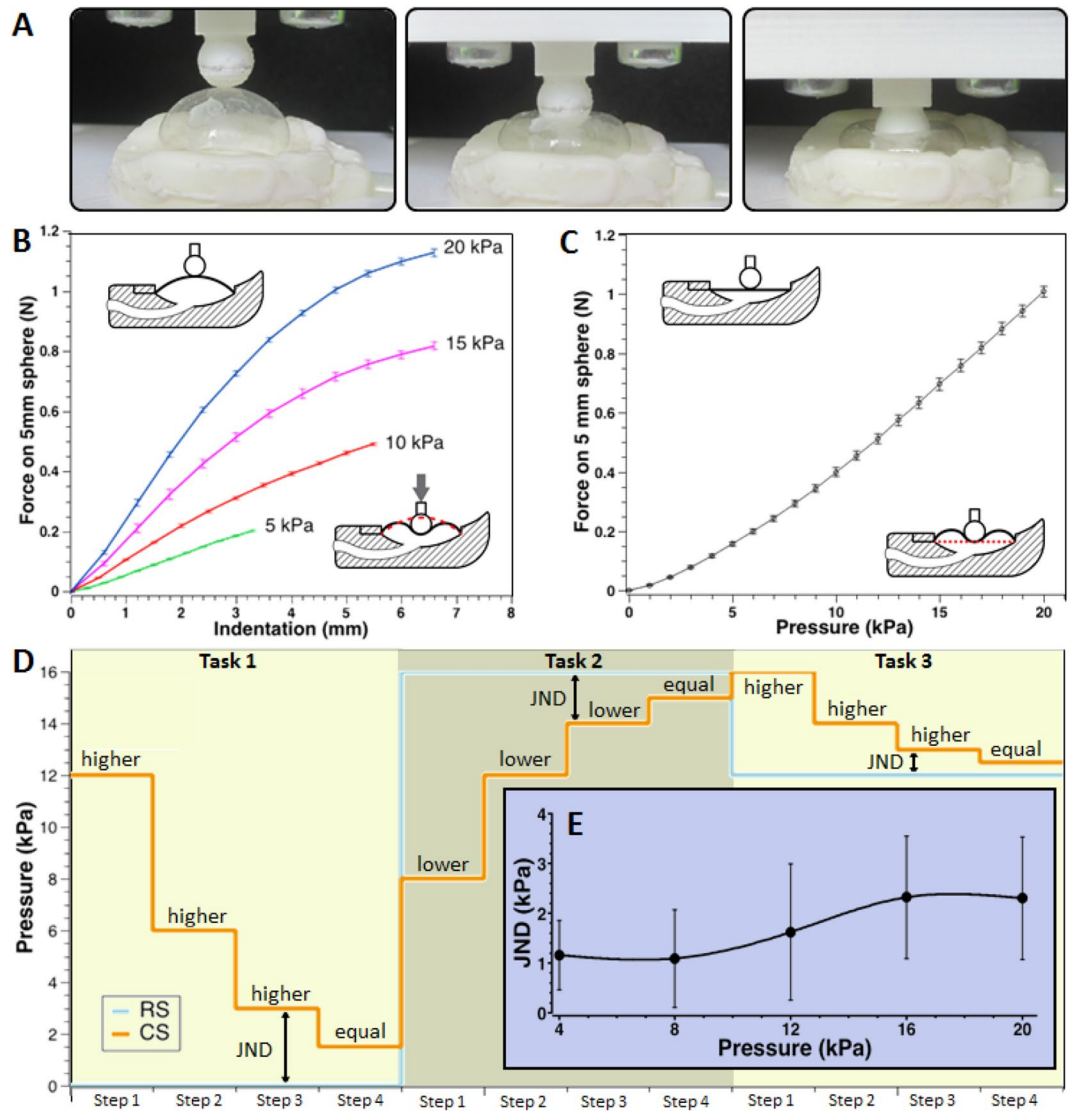 A
B
1.2
1
0.8
0.6
0.4
0.2
0
Force on 5mm sphere (N)
20 kPa
15 kPa
10 kPa
5 kPa
0 1 2 3 4 5 6 7 8
Indentation (mm)
C
1.2
1
0.8
0.6
0.4
0.2
0
Force on 5 mm sphere (N)
0 5 10 15 20
Pressure (kPa)
D
Task 1 Task 2 Task 3
16
14
12
10
8
6
4
2
0
Pressure (kPa)
higher
higher
higher
equal
JND
lower
lower
lower
equal
JND
higher
higher
higher
equal
JND
RS
CS
Step 1 Step 2 Step 3 Step 4 Step 1 Step 2 Step 3 Step 4 Step 1 Step 2 Step 3 Step 4
E
4
3
2
1
0
JND (kPa)
4 8 12 16 20
Pressure (kPa)